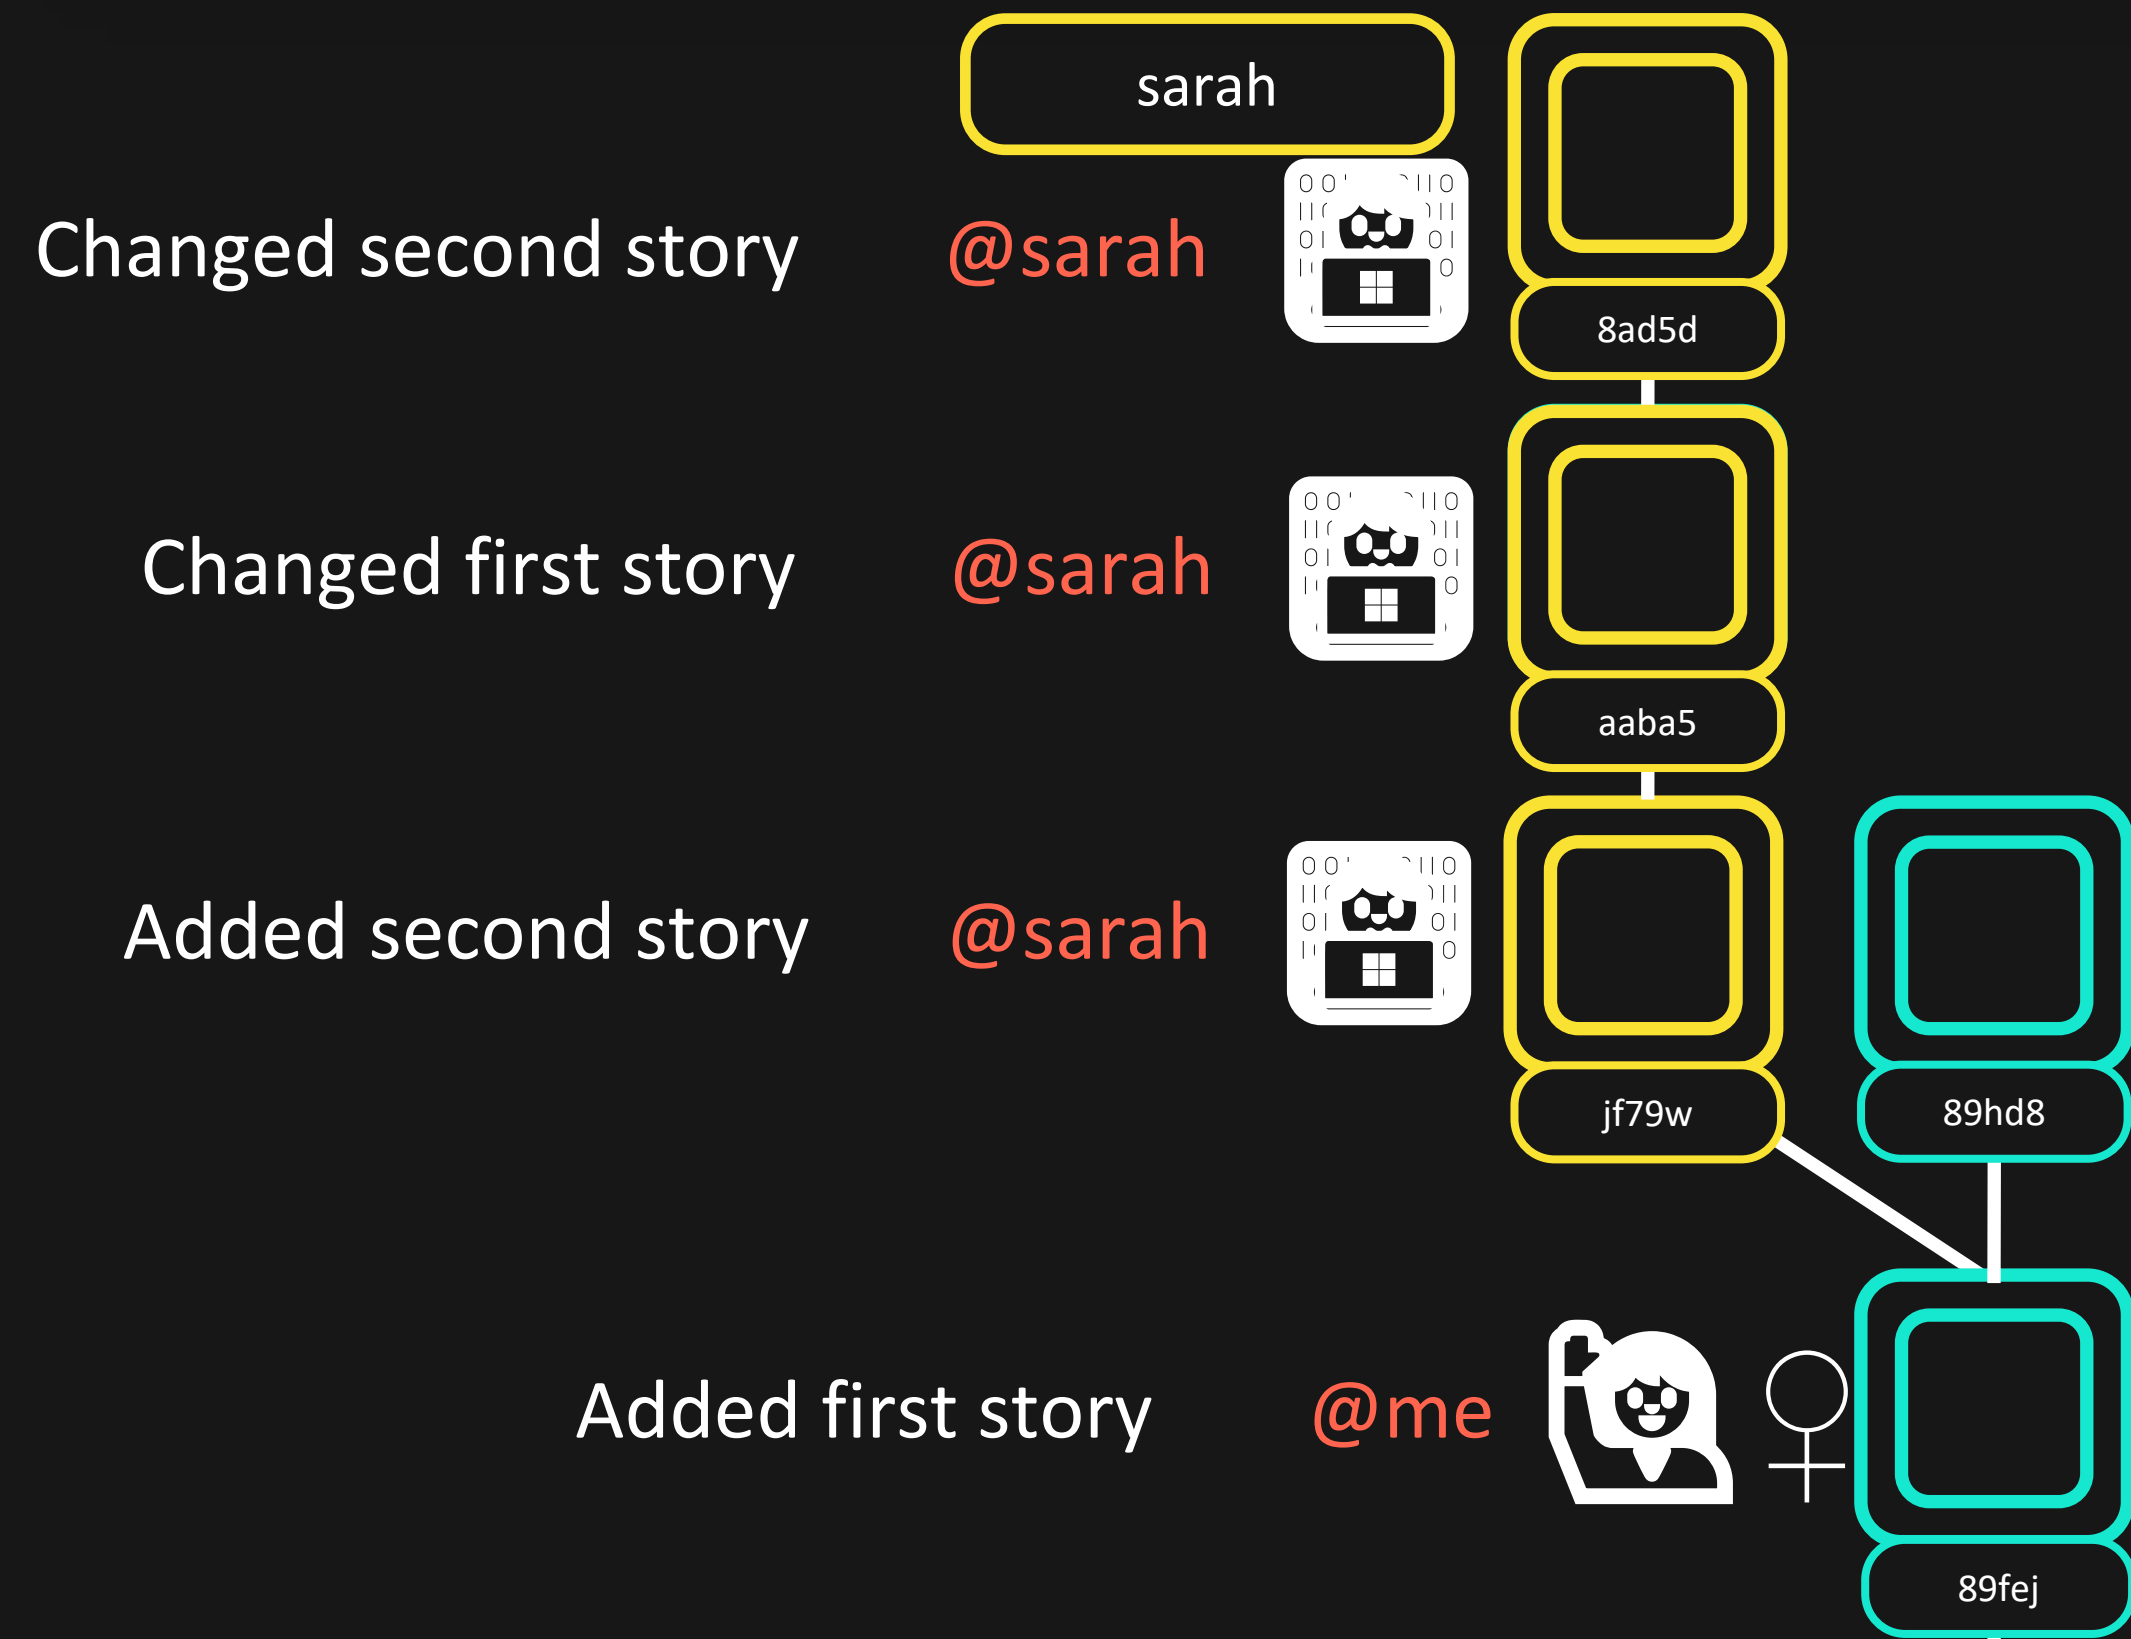 sarah
Changed second story @sarah
8ad5d
Changed first story @sarah
aaba5
Added second story @sarah
jf79w 89hd8
Added first story @me
89fej